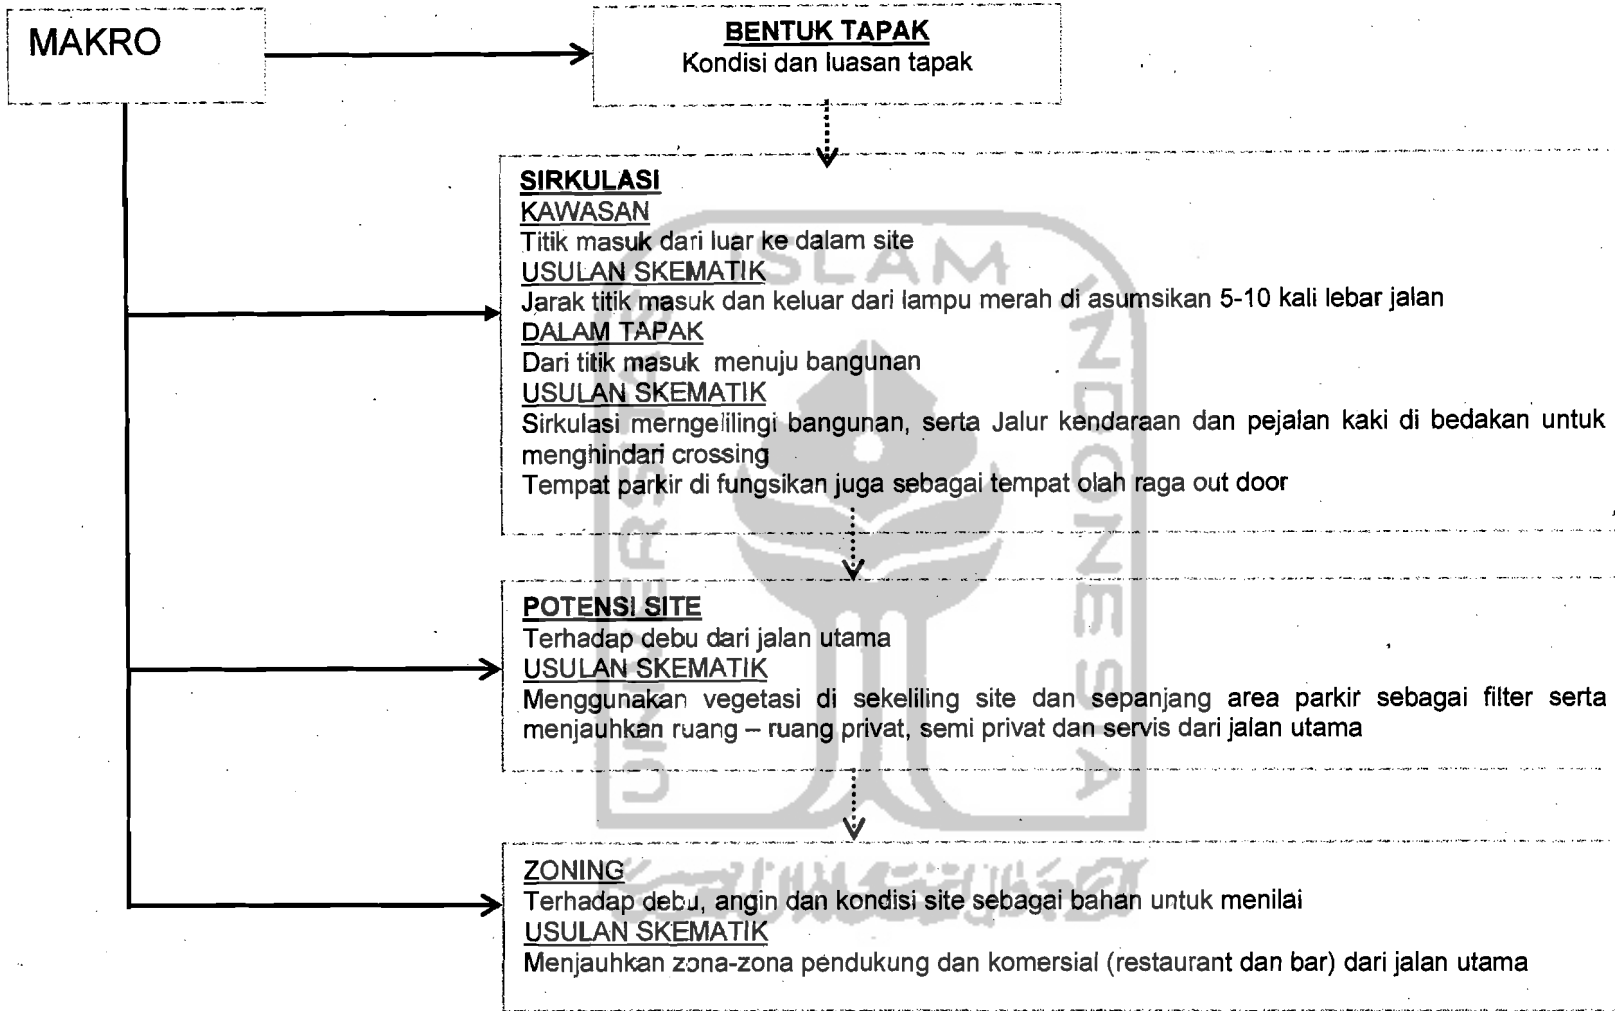 MAKRO
BENTUK TAPAK
Kondisi dan luasan tapak
SIRKULASI
KAWASAN
Titik masuk dari luar ke dalam site
USULAN SKEMATIK
Jarak titik masuk dan keluar dari lampu merah di asumsikan 5-10 kali lebar jalan
DALAM TAPAK
Dari titik masuk menuju bangunan
USULAN SKEMATIK
Sirkulasi merngelilingi bangunan, serta Jalur kendaraan dan pejalan kaki di bedakan untuk
menghindari crossing
Tempat parkir di fungsikan juga sebagai tempat olah raga out door
POTENSI SITE
Terhadap debu dari jalan utama
USULAN SKEMATIK
Menggunakan vegetasi di sekeliling site dan sepanjang area parkir sebagai filter serta
menjauhkan ruang – ruang privat, semi privat dan servis dari jalan utama
ZONING
Terhadap debu, angin dan kondisi site sebagai bahan untuk menilai
USULAN SKEMATIK
Menjauhkan zona-zona pendukung dan komersial (restaurant dan bar) dari jalan utama
UNIVERSITAS
ISLAM
INDONESIA